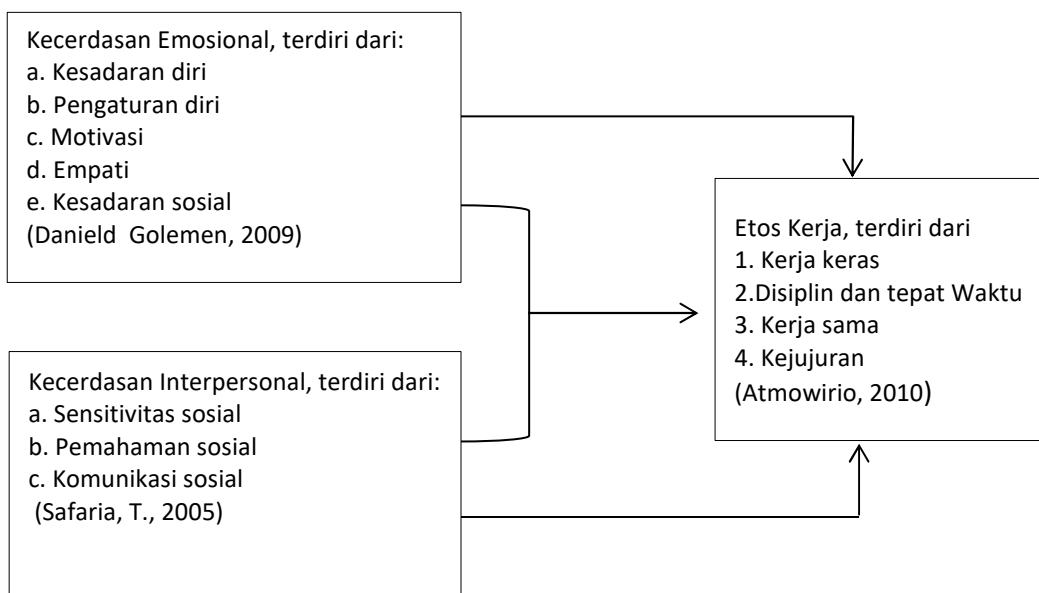 Kecerdasan Emosional, terdiri dari:
a. Kesadaran diri
b. Pengaturan diri
c. Motivasi
d. Empati
e. Kesadaran sosial
(Danield  Golemen, 2009)
Etos Kerja, terdiri dari
1. Kerja keras
2.Disiplin dan tepat Waktu
3. Kerja sama
4. Kejujuran
(Atmowirio, 2010)
Kecerdasan Interpersonal, terdiri dari:
a. Sensitivitas sosial
b. Pemahaman sosial
c. Komunikasi sosial
(Safaria, T., 2005)